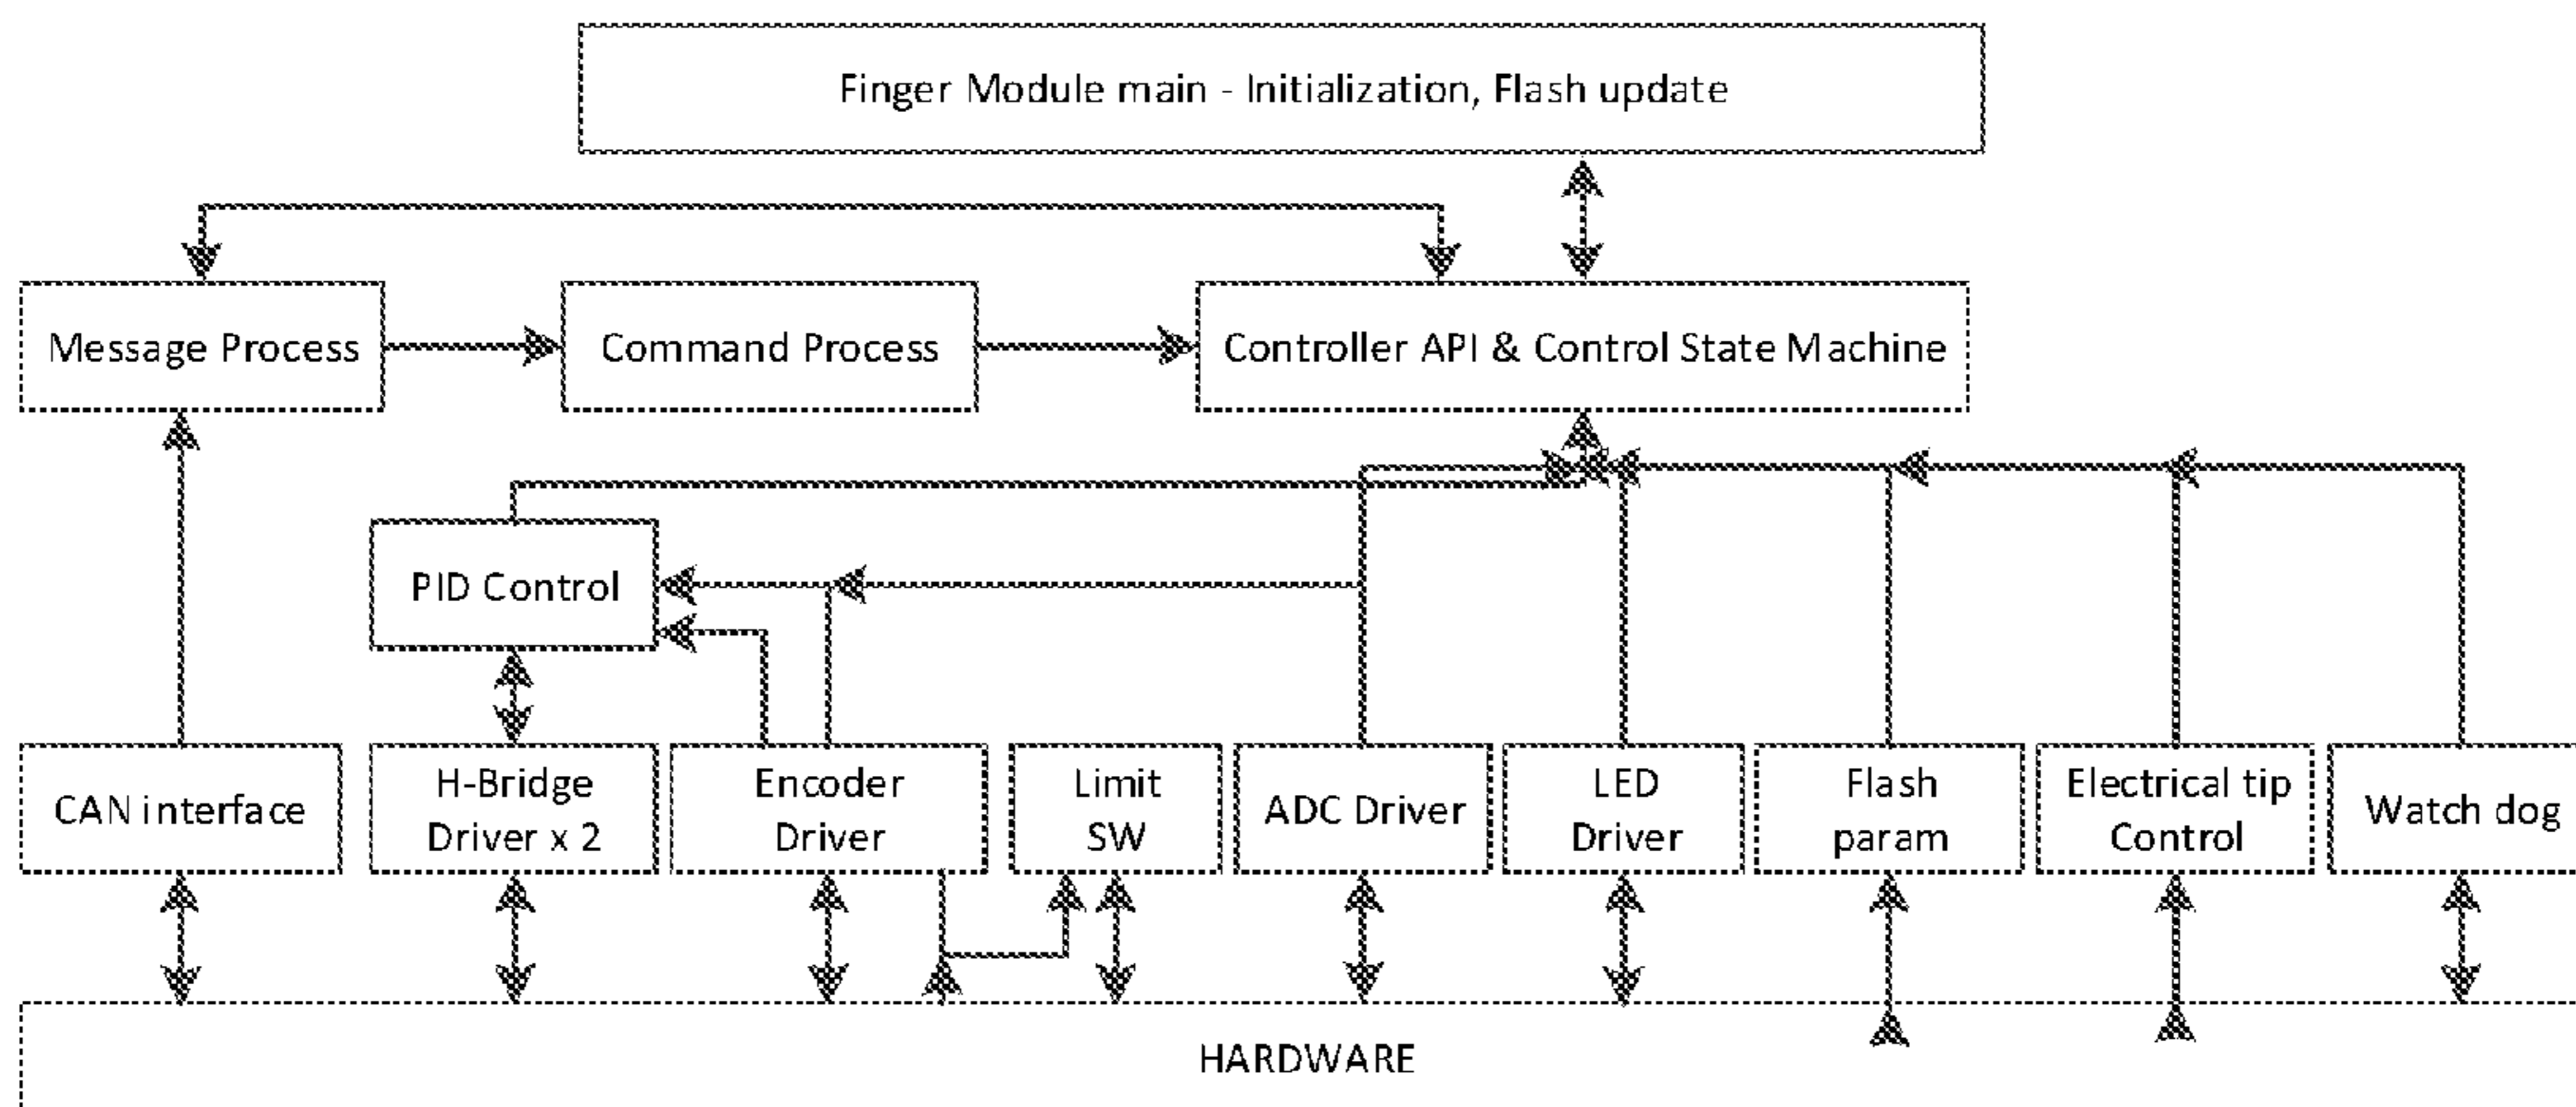 Finger Module main - Initialization, Flash update
Message Process
Command Process
Controller API & Control State Machine
PID Control
CAN interface
H-Bridge
Driver x 2
Encoder
Driver
Limit
SW
ADC Driver
LED
Driver
Flash
param
Electrical tip
Control
Watch dog
HARDWARE